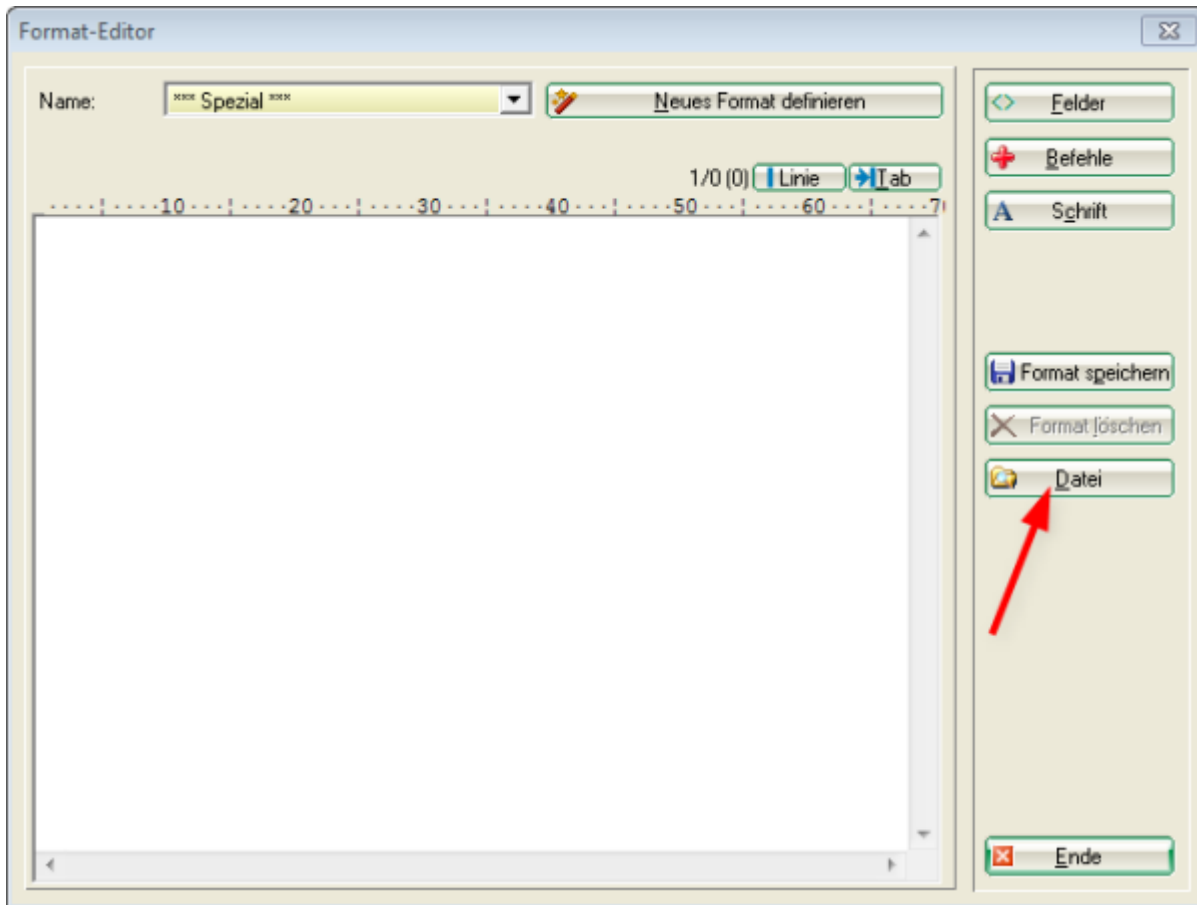 Format-Editor
Name: *** Spezial *** Neues Format definieren
1/0 (0) Linie Tab
....¦....10...¦....20...¦....30...¦....40...¦....50...¦....60...¦....7
Felder
Befehle
Schrift
Format speichern
Format löschen
Datei
Ende